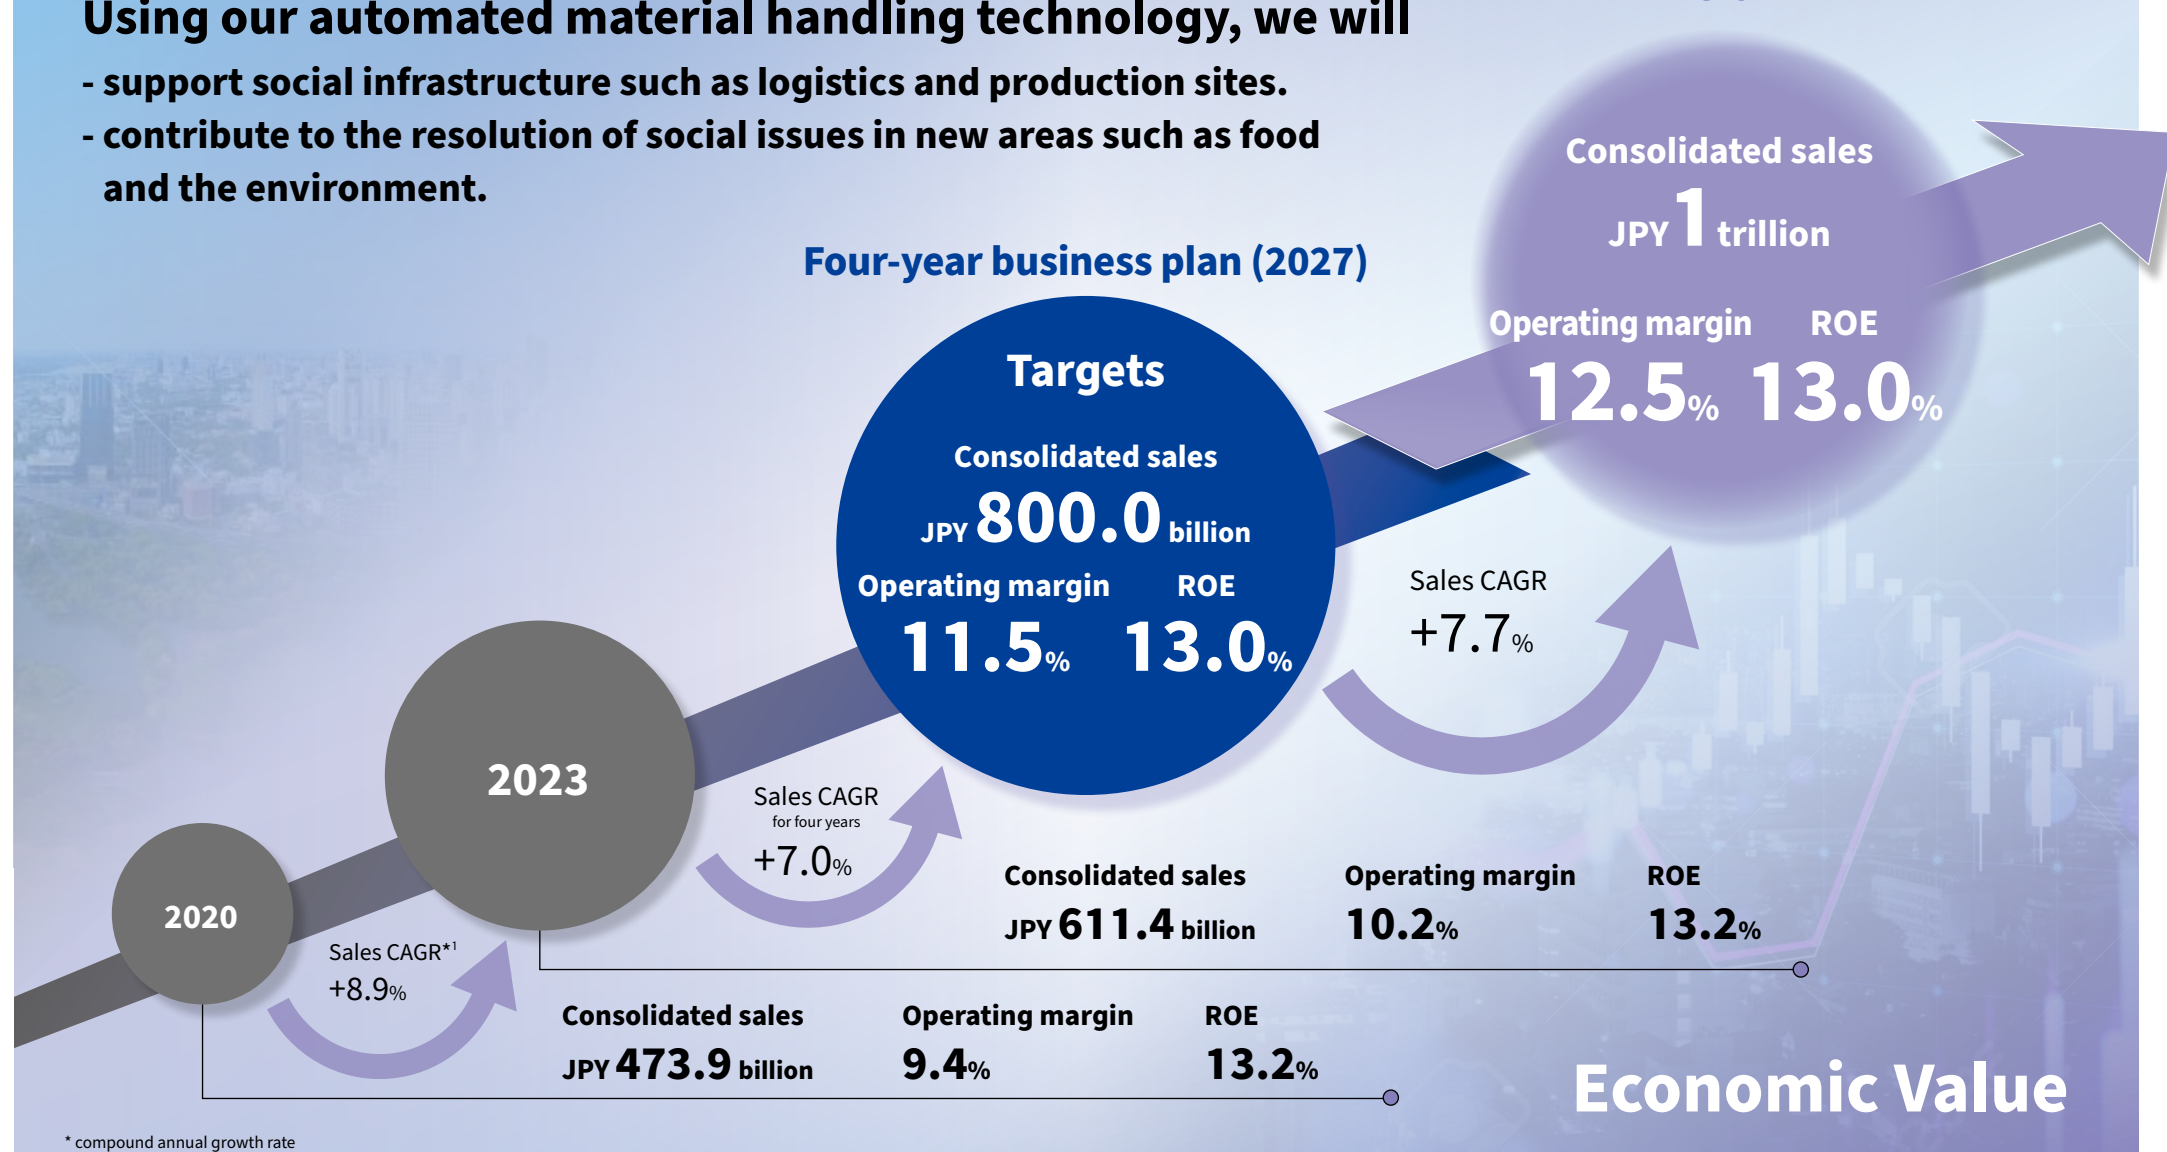 Using our automated material handling technology, we will
- support social infrastructure such as logistics and production sites.
- contribute to the resolution of social issues in new areas such as food
and the environment.
Consolidated sales
JPY 1 trillion
Operating margin ROE
12.5% 13.0%
Four-year business plan (2027)
Targets
Consolidated sales
JPY 800.0 billion
Operating margin ROE
11.5% 13.0%
Sales CAGR
+7.7%
2023
Sales CAGR
for four years
+7.0%
Consolidated sales Operating margin ROE
JPY 611.4 billion 10.2% 13.2%
2020
Sales CAGR*1
+8.9%
Consolidated sales Operating margin ROE
JPY 473.9 billion 9.4% 13.2%
Economic Value
* compound annual growth rate